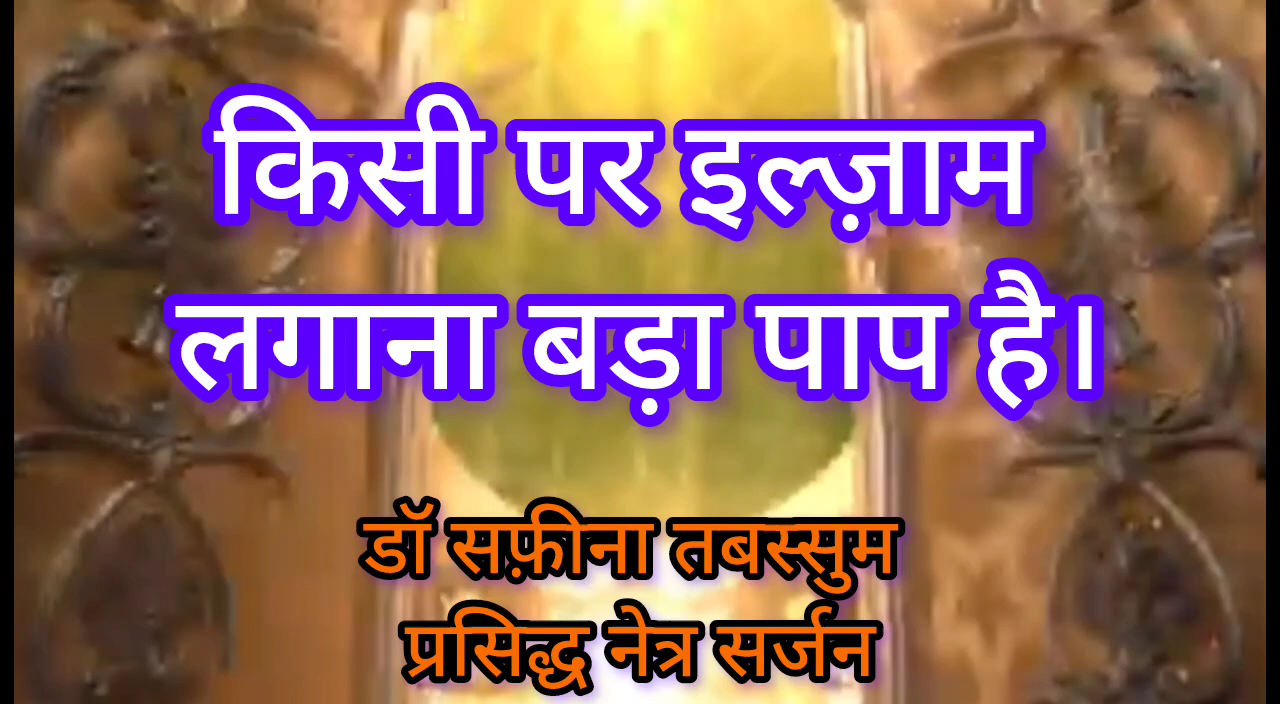 किसी पर इल्ज़ाम
लगाना बड़ा पाप है।
डॉ सफ़ीना तबस्सुम
प्रसिद्ध नेत्र सर्जन